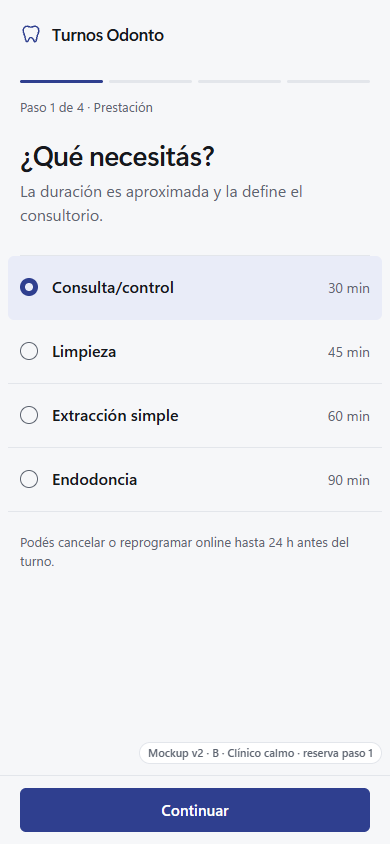 Turnos Odonto
Paso 1 de 4 · Prestación
¿Qué necesitás?
La duración es aproximada y la define el
consultorio.
Consulta/control 30 min
Limpieza 45 min
Extracción simple 60 min
Endodoncia 90 min
Podés cancelar o reprogramar online hasta 24 h antes del
turno.
Mockup v2 · B · Clínico calmo · reserva paso 1
Continuar